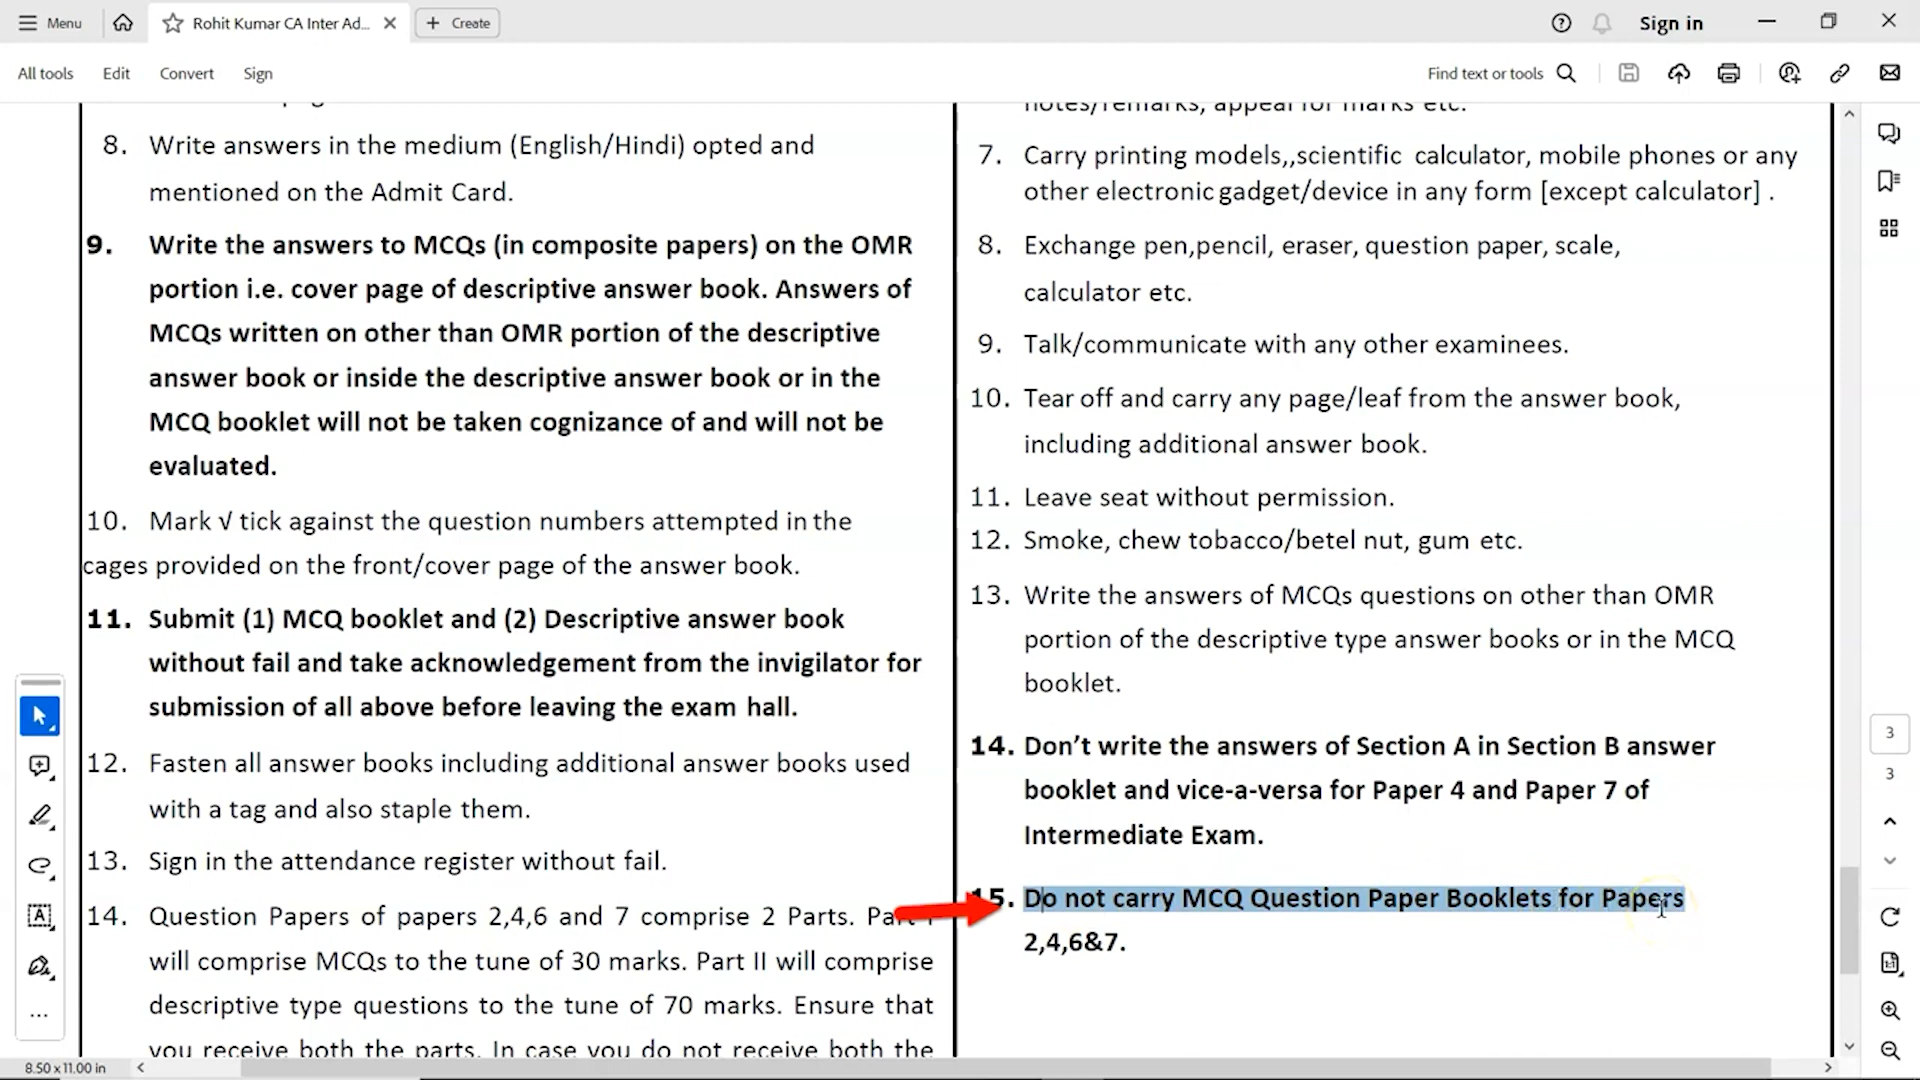 Menu
Rohit Kumar CA Inter Ad...
Create
Sign in
All tools
Edit
Convert
Sign
Find text or tools
8. Write answers in the medium (English/Hindi) opted and
mentioned on the Admit Card.
9. Write the answers to MCQs (in composite papers) on the OMR
portion i.e. cover page of descriptive answer book. Answers of
MCQs written on other than OMR portion of the descriptive
answer book or inside the descriptive answer book or in the
MCQ booklet will not be taken cognizance of and will not be
evaluated.
10. Mark √ tick against the question numbers attempted in the
cages provided on the front/cover page of the answer book.
11. Submit (1) MCQ booklet and (2) Descriptive answer book
without fail and take acknowledgement from the invigilator for
submission of all above before leaving the exam hall.
12. Fasten all answer books including additional answer books used
with a tag and also staple them.
13. Sign in the attendance register without fail.
14. Question Papers of papers 2,4,6 and 7 comprise 2 Parts. Part I
will comprise MCQs to the tune of 30 marks. Part II will comprise
descriptive type questions to the tune of 70 marks. Ensure that
you receive both the parts. In case you do not receive both the
notes/remarks, appeal for marks etc.
7. Carry printing models,,scientific calculator, mobile phones or any
other electronic gadget/device in any form [except calculator] .
8. Exchange pen,pencil, eraser, question paper, scale,
calculator etc.
9. Talk/communicate with any other examinees.
10. Tear off and carry any page/leaf from the answer book,
including additional answer book.
11. Leave seat without permission.
12. Smoke, chew tobacco/betel nut, gum etc.
13. Write the answers of MCQs questions on other than OMR
portion of the descriptive type answer books or in the MCQ
booklet.
14. Don’t write the answers of Section A in Section B answer
booklet and vice-a-versa for Paper 4 and Paper 7 of
Intermediate Exam.
15. Do not carry MCQ Question Paper Booklets for Papers
2,4,6&7.
3
3
8.50 x 11.00 in